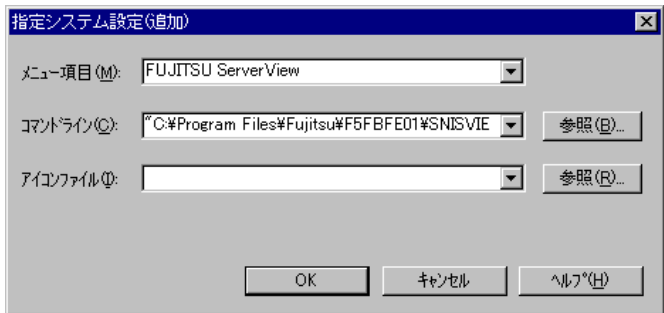 指定システム設定(追加)
メニュー項目(M): FUJITSU ServerView
コマンドライン(C): "C:¥Program Files¥Fujitsu¥F5FBFE01¥SNISVIE 参照(B)...
アイコンファイル(I): 参照(R)...
OK キャンセル ヘルプ(H)